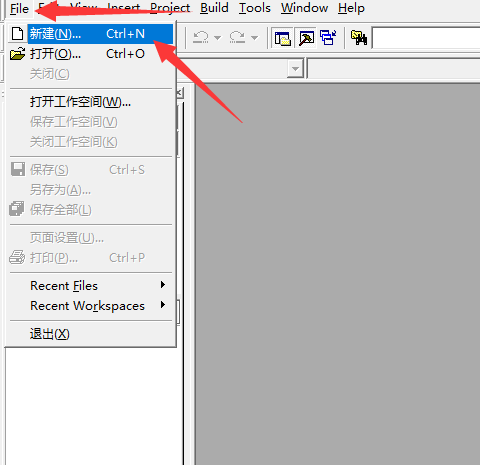 File View Insert Project Build Tools Window Help
新建(N)... Ctrl+N
打开(O)... Ctrl+O
关闭(C)
打开工作空间(W)...
保存工作空间(V)
关闭工作空间(K)
保存(S) Ctrl+S
另存为(A)...
保存全部(L)
页面设置(U)...
打印(P)... Ctrl+P
Recent Files
Recent Workspaces
退出(X)